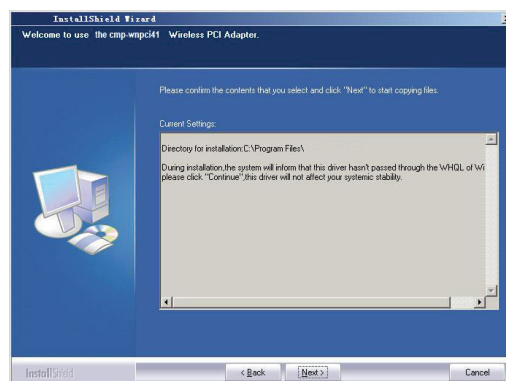 InstallShield Wizard
Welcome to use the cmp-wnpci41 Wireless PCI Adapter.
Please confirm the contents that you select and click "Next" to start copying files.
Current Settings:
Directory for installation:C:\Program Files\
During installation,the system will inform that this driver hasn't passed through the WHQL of Wi
please click "Continue",this driver will not affect your systemic stability.
InstallShield
< Back
Next >
Cancel